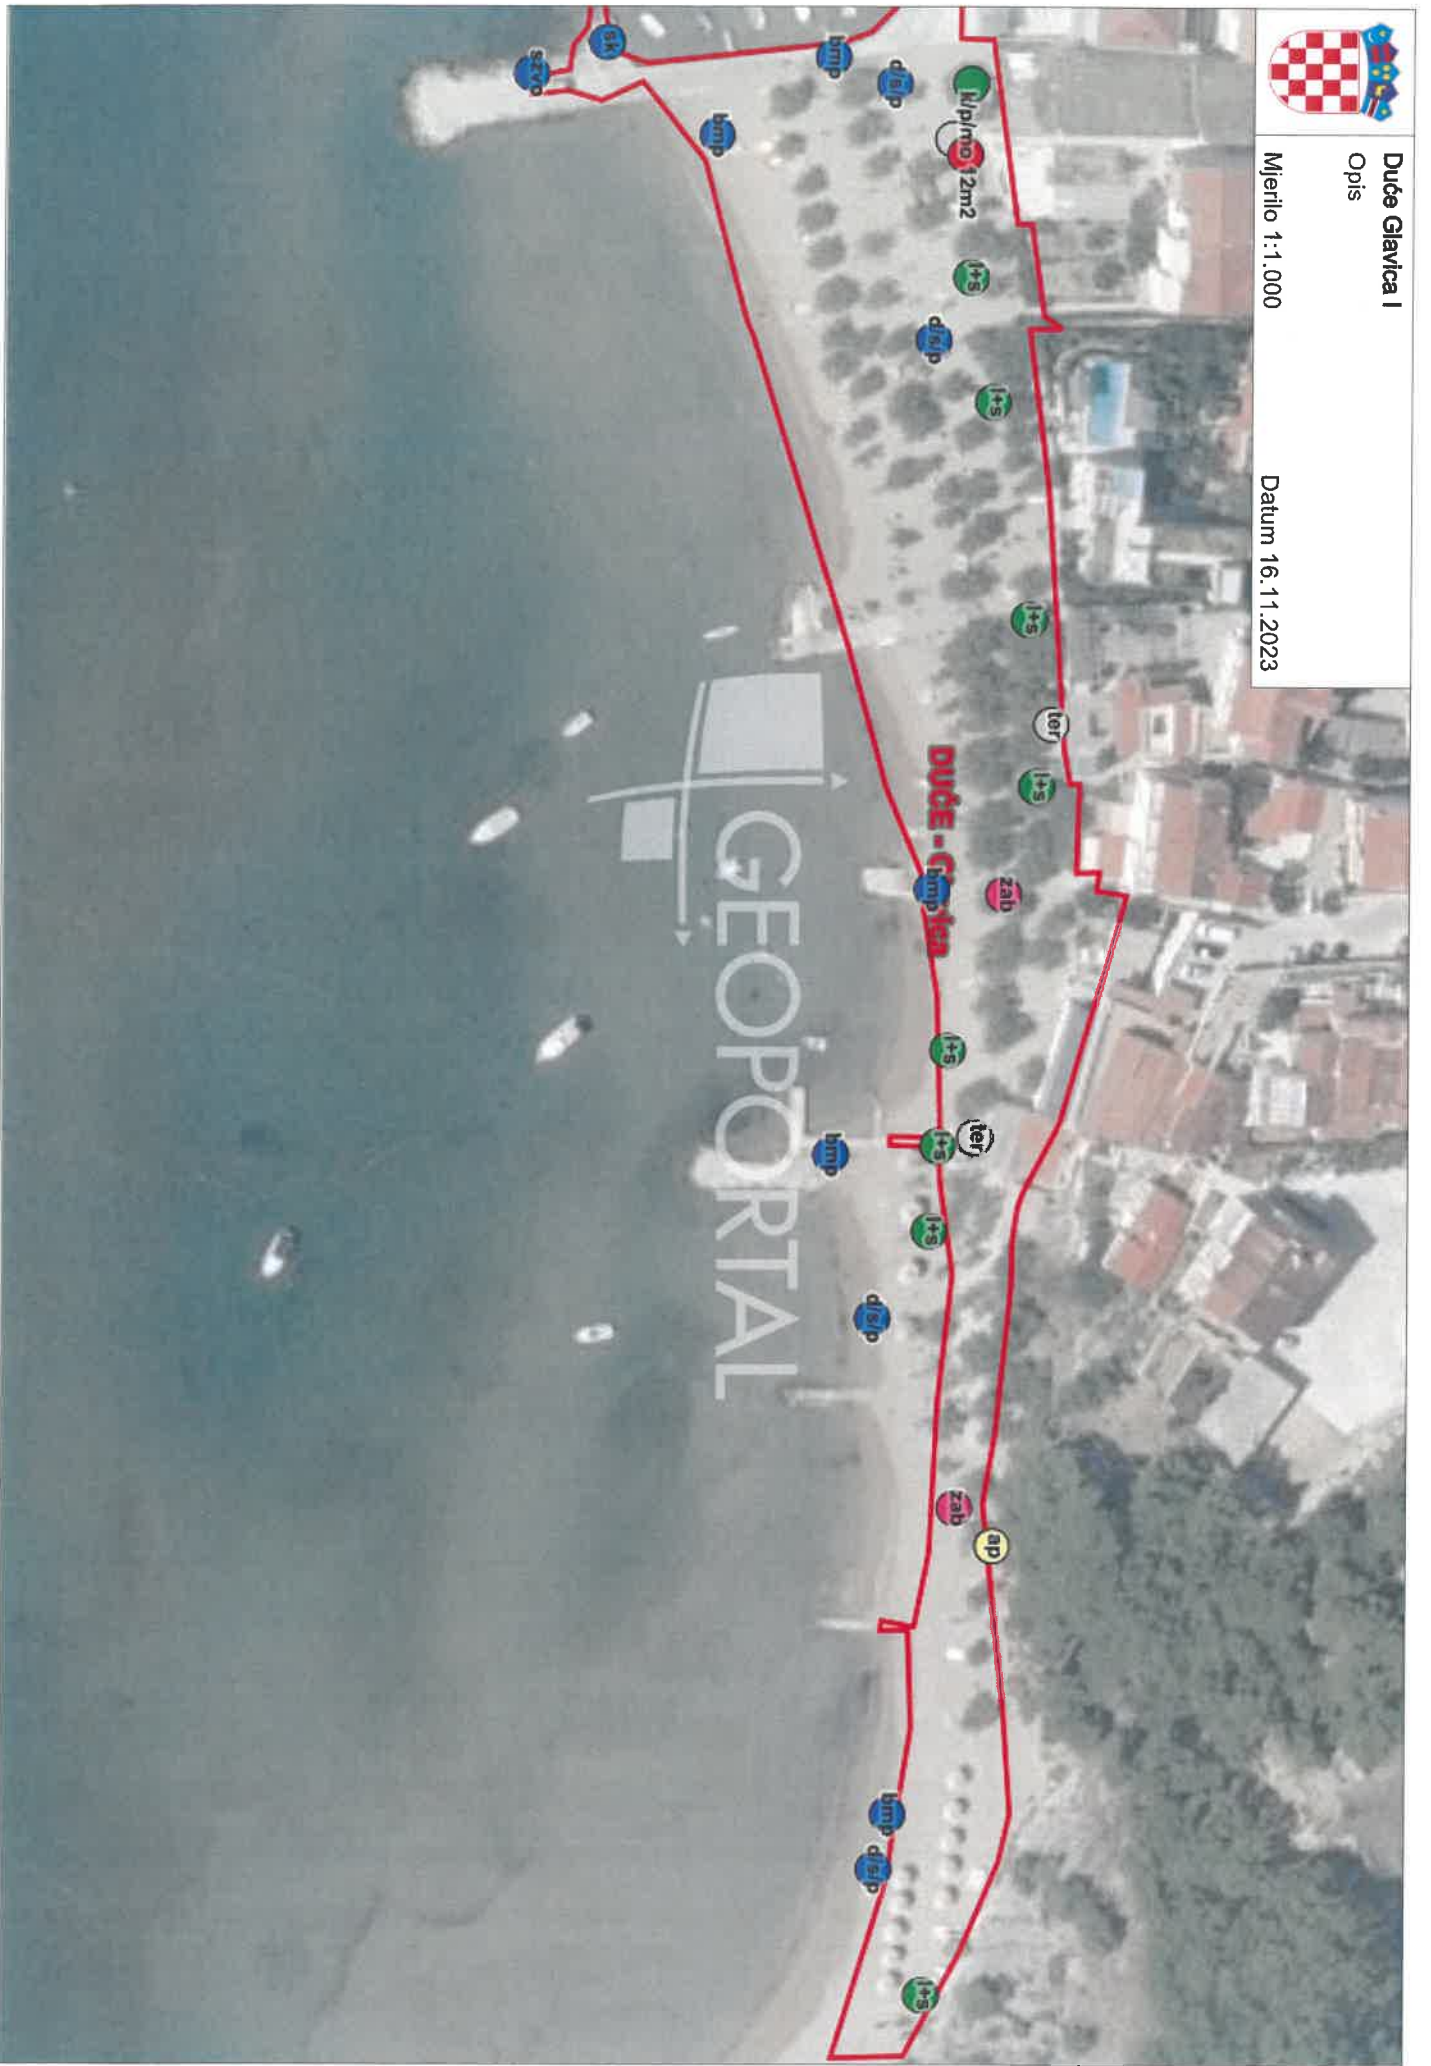 Duće Glavica I
Opis
Mjerilo 1:1.000 Datum 16.11.2023
sk
szvp
bmp
d/s/p
bmp
k/p/mo 12m2
l+s
d/s/p
l+s
l+s
ter
l+s
zab
DUĆE - Glavica
bmp
l+s
ter
l+s
bmp
l+s
d/s/p
GEOPORTAL
zab
ap
bmp
d/s/p
l+s